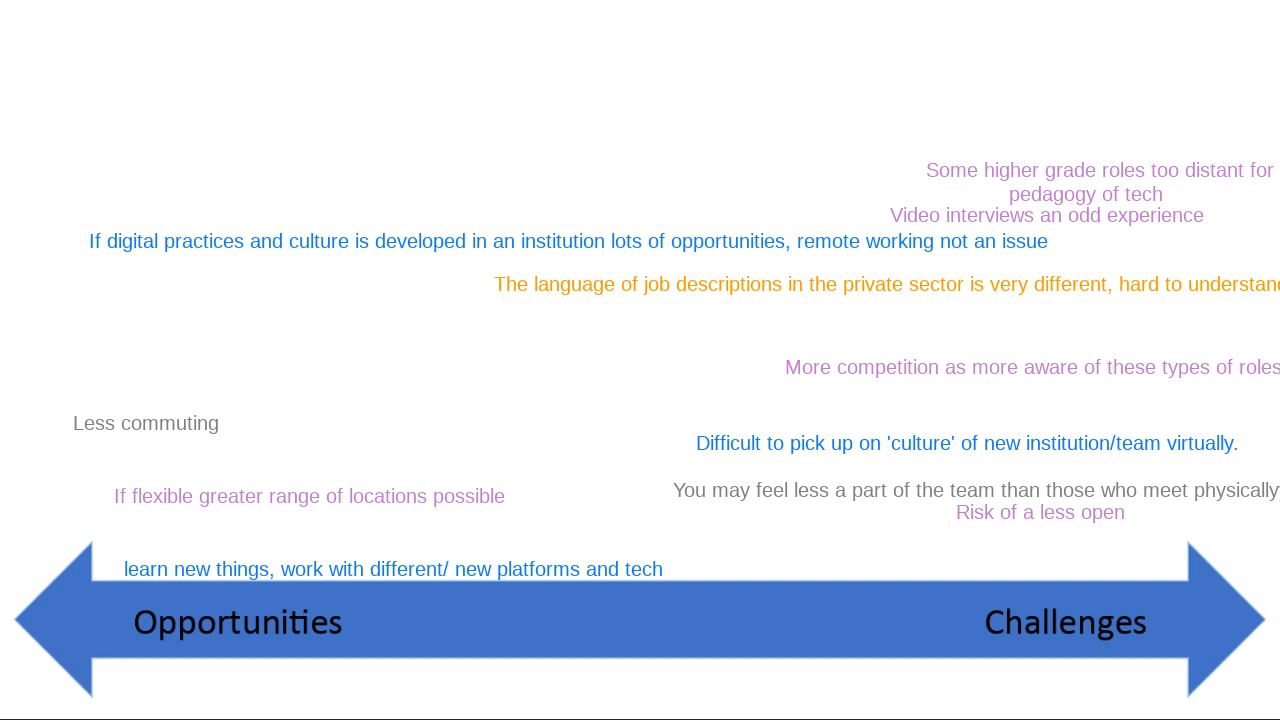 Some higher grade roles too distant for
pedagogy of tech
Video interviews an odd experience
If digital practices and culture is developed in an institution lots of opportunities, remote working not an issue
The language of job descriptions in the private sector is very different, hard to understand
More competition as more aware of these types of roles
Less commuting
Difficult to pick up on 'culture' of new institution/team virtually.
You may feel less a part of the team than those who meet physically
If flexible greater range of locations possible
Risk of a less open
learn new things, work with different/ new platforms and tech
Opportunities
Challenges